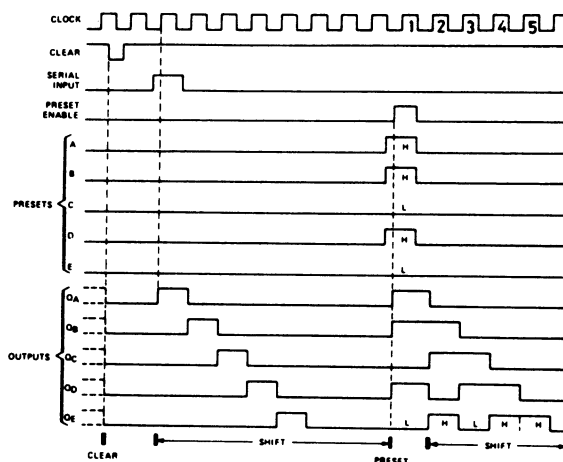 CLOCK 1 2 3 4 5
CLEAR
SERIAL
INPUT
PRESET
ENABLE
A H
B H
PRESETS C L
D H
E L
QA
QB
OUTPUTS QC
QD
QE L H L H H
SHIFT SHIFT
CLEAR PRESET